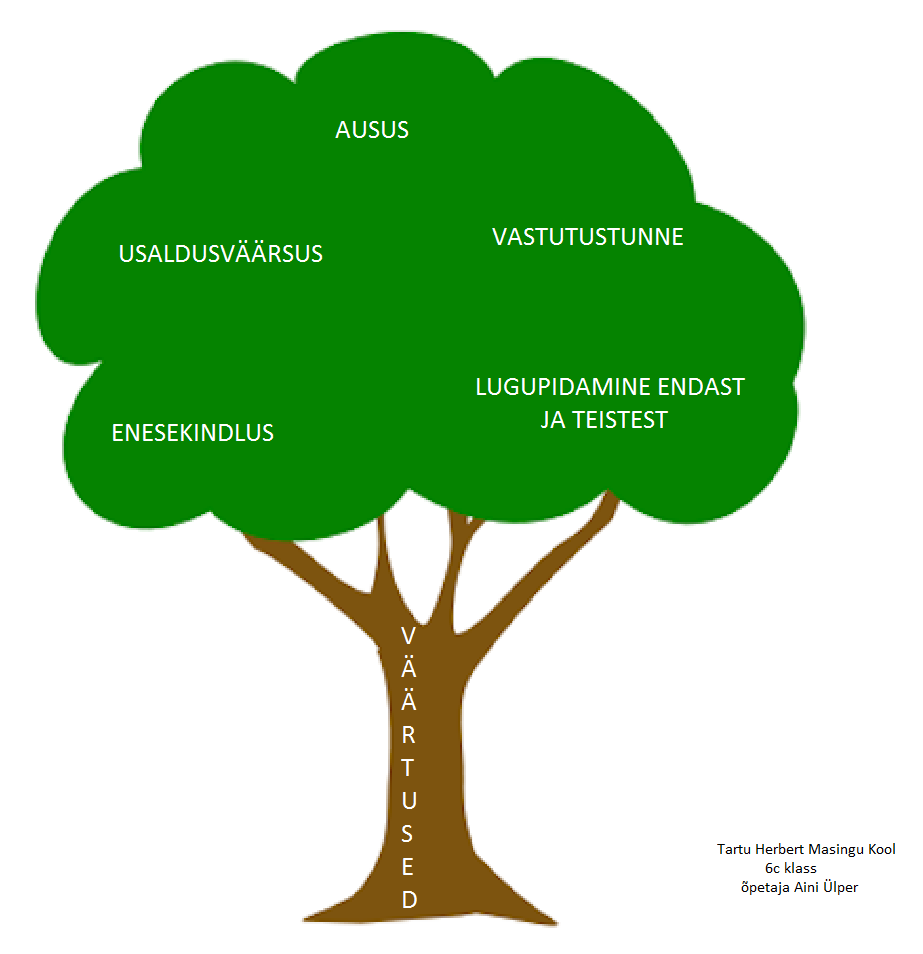 AUSUS
VASTUTUSTUNNE
USALDUSVÄÄRSUS
LUGUPIDAMINE ENDAST
JA TEISTEST
ENESEKINDLUS
V
Ä
Ä
R
T
U
S
E
D
Tartu Herbert Masingu Kool
6c klass
õpetaja Aini Ülper